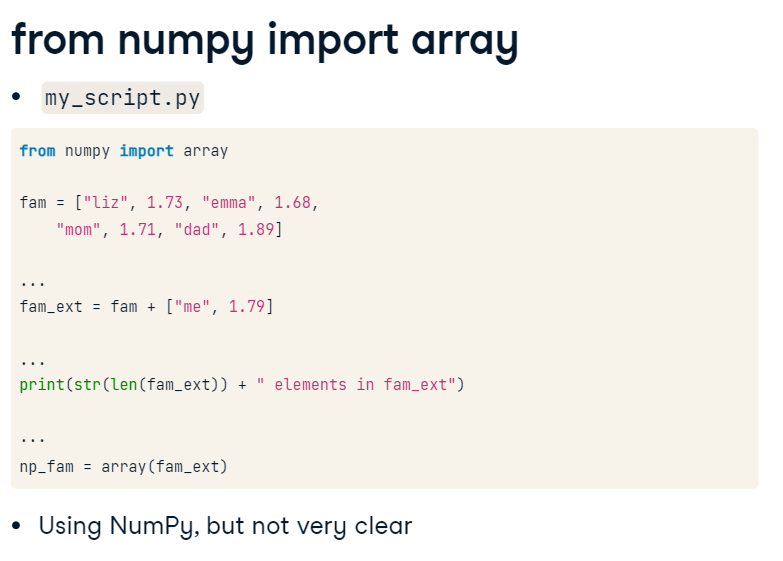 from numpy import array
• my_script.py
from numpy import array
fam = ["liz", 1.73, "emma", 1.68,
    "mom", 1.71, "dad", 1.89]
...
fam_ext = fam + ["me", 1.79]
...
print(str(len(fam_ext)) + " elements in fam_ext")
...
np_fam = array(fam_ext)
• Using NumPy, but not very clear